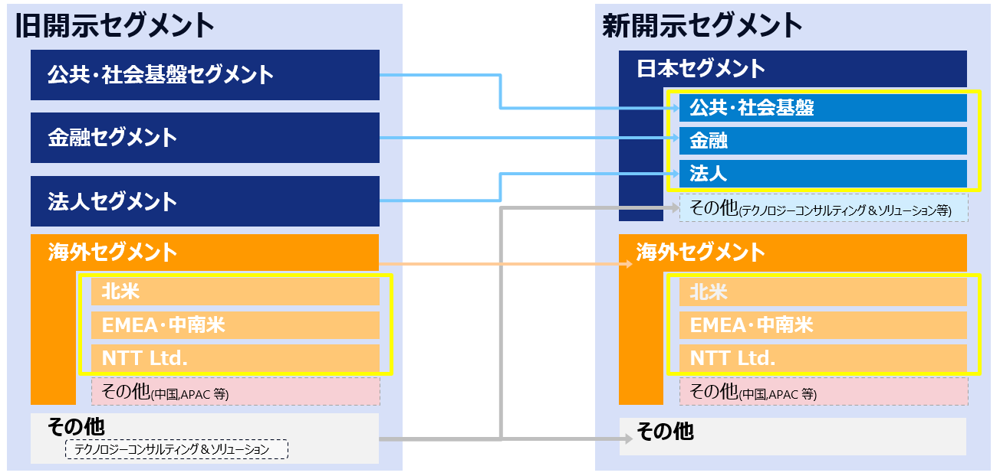 旧開示セグメント
公共・社会基盤セグメント
金融セグメント
法人セグメント
海外セグメント
北米
EMEA・中南米
NTT Ltd.
その他(中国,APAC 等)
その他
テクノロジーコンサルティング＆ソリューション
新開示セグメント
日本セグメント
公共・社会基盤
金融
法人
その他(テクノロジーコンサルティング＆ソリューション等)
海外セグメント
北米
EMEA・中南米
NTT Ltd.
その他(中国,APAC 等)
その他